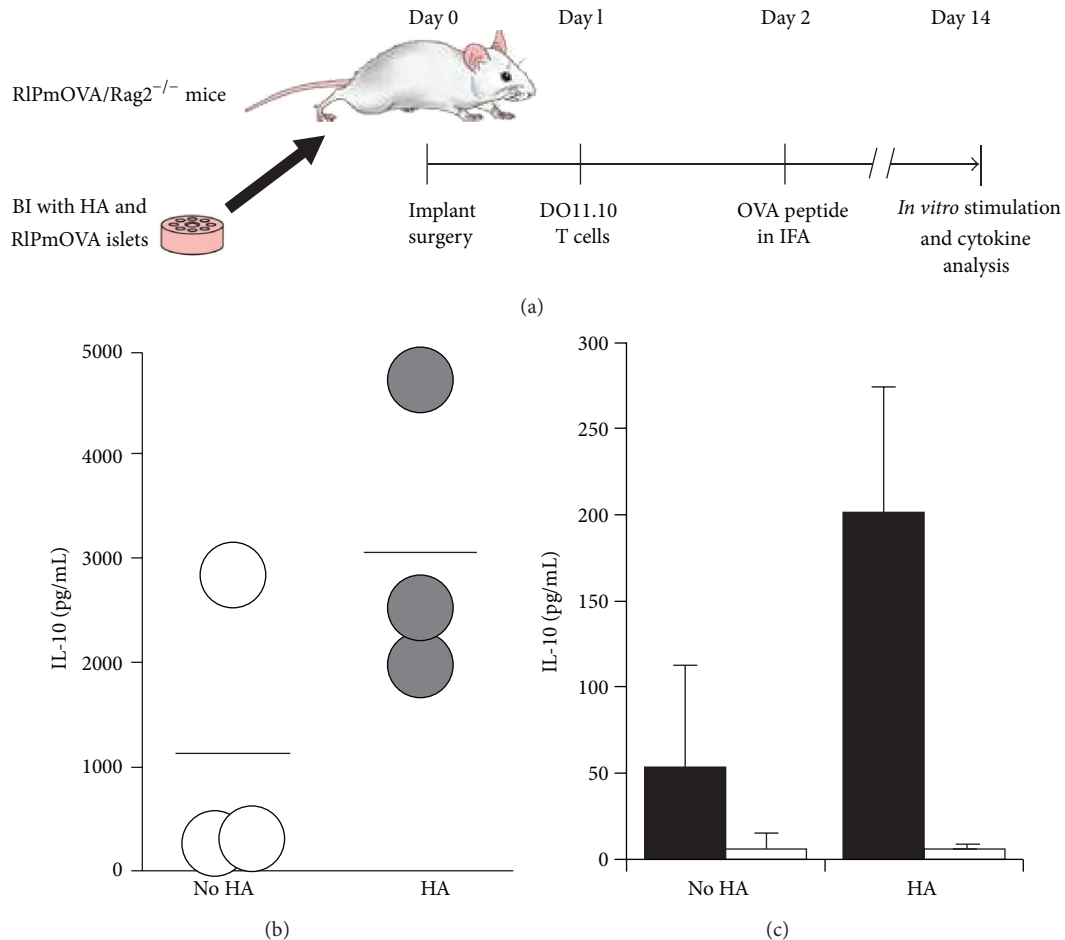 Day 0
Day 1
Day 2
Day 14
RIPmOVA/Rag2−/− mice
BI with HA and
RIPmOVA islets
Implant
surgery
DO11.10
T cells
OVA peptide
in IFA
In vitro stimulation
and cytokine
analysis
(a)
IL-10 (pg/mL)
5000
4000
3000
2000
1000
0
No HA
HA
(b)
IL-10 (pg/mL)
300
250
200
150
100
50
0
No HA
HA
(c)